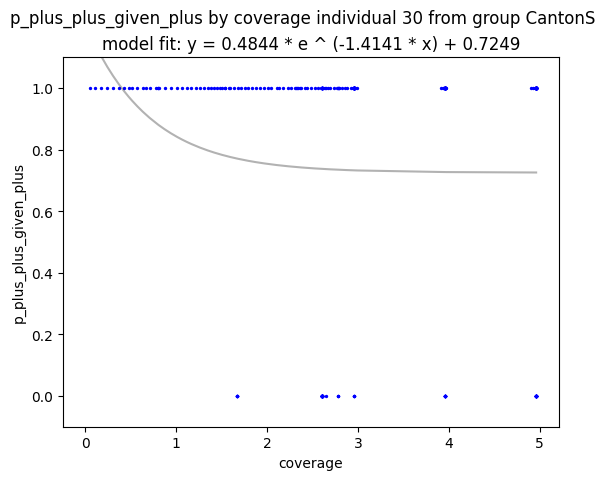 p_plus_plus_given_plus by coverage individual 30 from group CantonS
model fit: y = 0.4844 * e ^ (-1.4141 * x) + 0.7249
1.0
0.8
0.6
0.4
0.2
0.0
p_plus_plus_given_plus
0 1 2 3 4 5
coverage